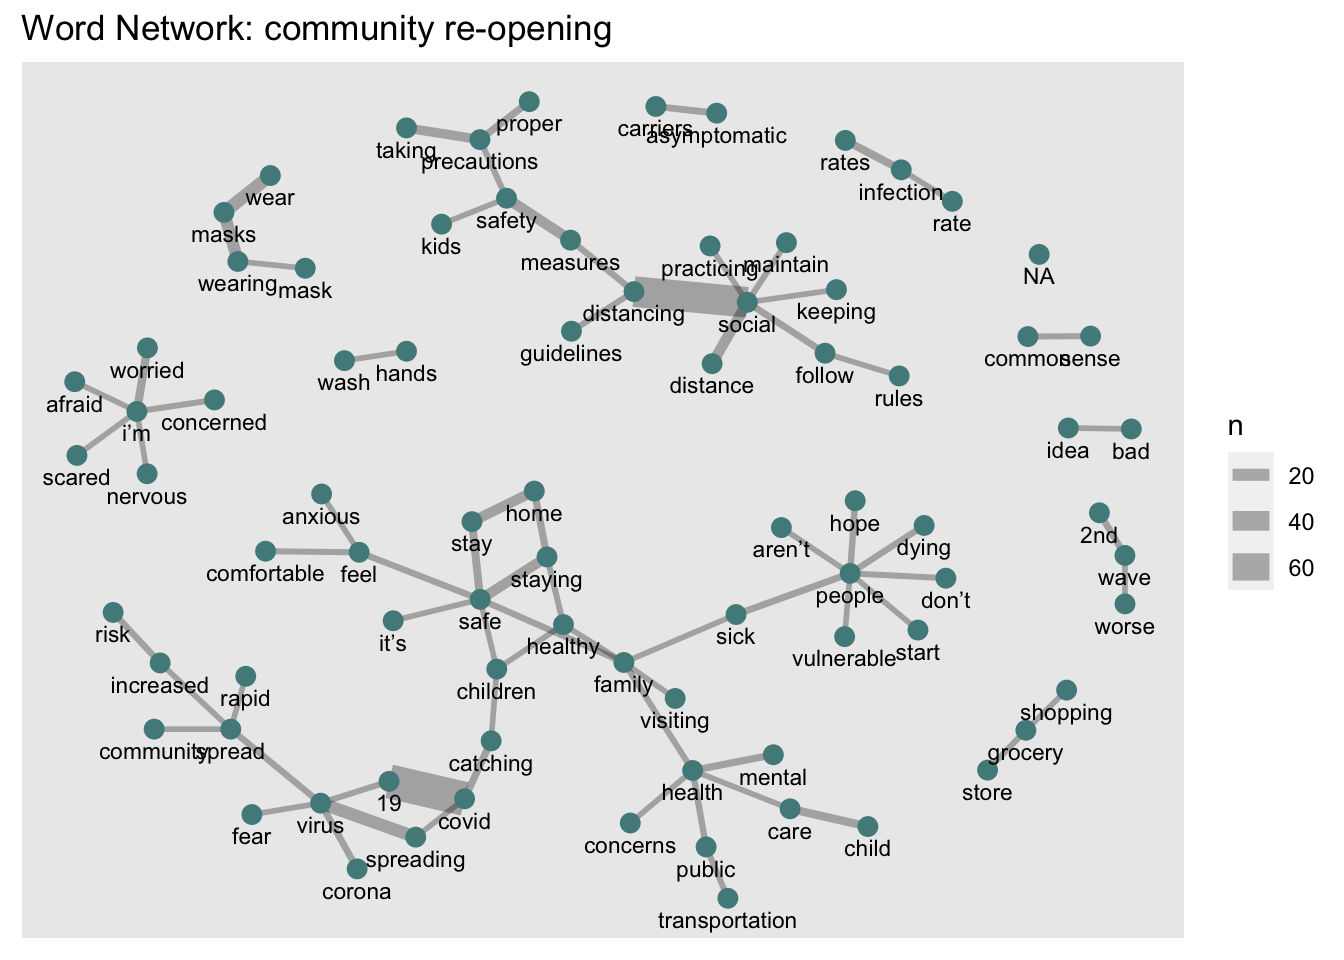 Word Network: community re-opening
proper
carriers
asymptomatic
taking
precautions
rates
infection
rate
wear
masks
safety
kids
measures
practicing
maintain
NA
wearing
mask
distancing
social
keeping
guidelines
common
sense
worried
wash
hands
distance
follow
rules
afraid
i'm
concerned
scared
nervous
idea
bad
n
20
40
60
anxious
home
stay
hope
aren't
dying
2nd
comfortable
feel
staying
people
don't
wave
safe
it's
healthy
sick
vulnerable
start
worse
risk
increased
rapid
children
family
visiting
shopping
community
spread
catching
grocery
store
health
mental
19
covid
fear
virus
spreading
concerns
care
child
corona
public
transportation